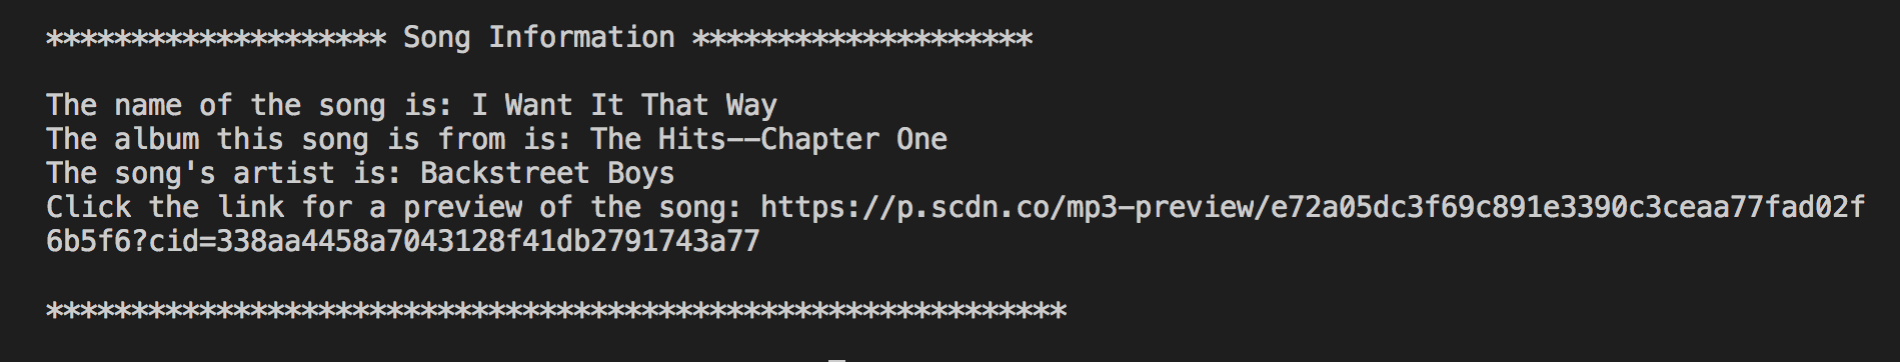 ******************** Song Information ********************
The name of the song is: I Want It That Way
The album this song is from is: The Hits--Chapter One
The song's artist is: Backstreet Boys
Click the link for a preview of the song: https://p.scdn.co/mp3-preview/e72a05dc3f69c891e3390c3ceaa77fad02f
6b5f6?cid=338aa4458a7043128f41db2791743a77
************************************************************